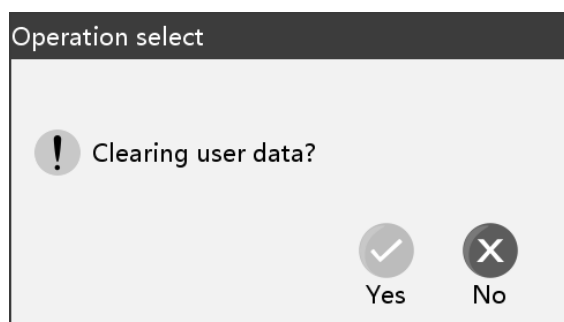 Operation select
Clearing user data?
Yes No